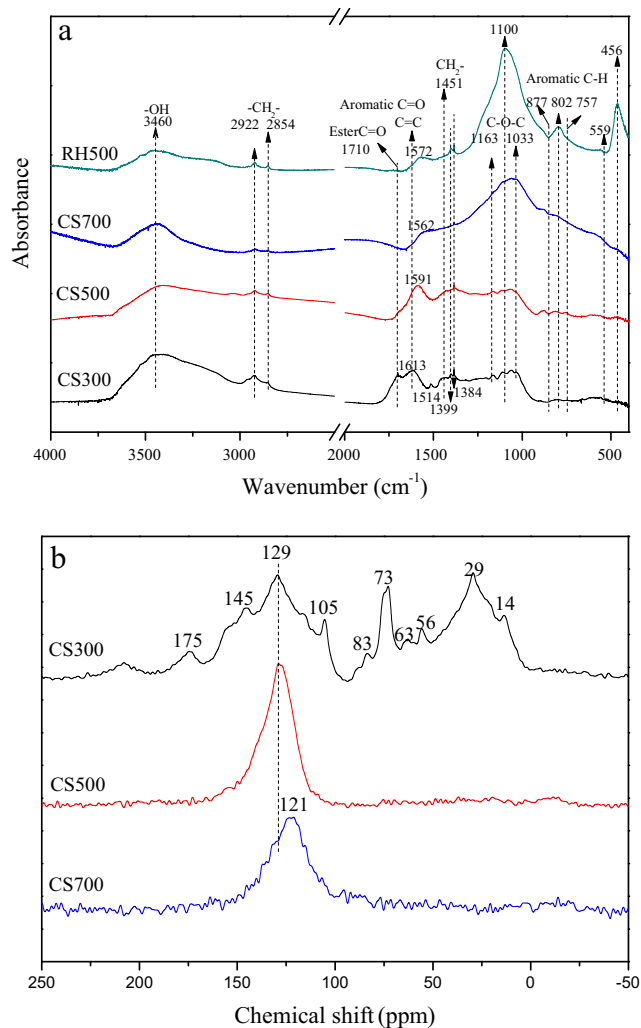 a
1100
456
CH₂-
1451
Aromatic C-H
-OH
3460
-CH₂-
2922
2854
Aromatic C=O
C=C
877 802 757
EsterC=O
1710
1572
C-O-C
1163
1033
559
RH500
CS700
1562
CS500
1591
CS300
1613
1514
1399
1384
Absorbance
4000 3500 3000 2500 2000 1500 1000 500
Wavenumber (cm⁻¹)
b
129
CS300
175
145
105
83
73
63
56
29
14
CS500
121
CS700
250 200 150 100 50 0 -50
Chemical shift (ppm)